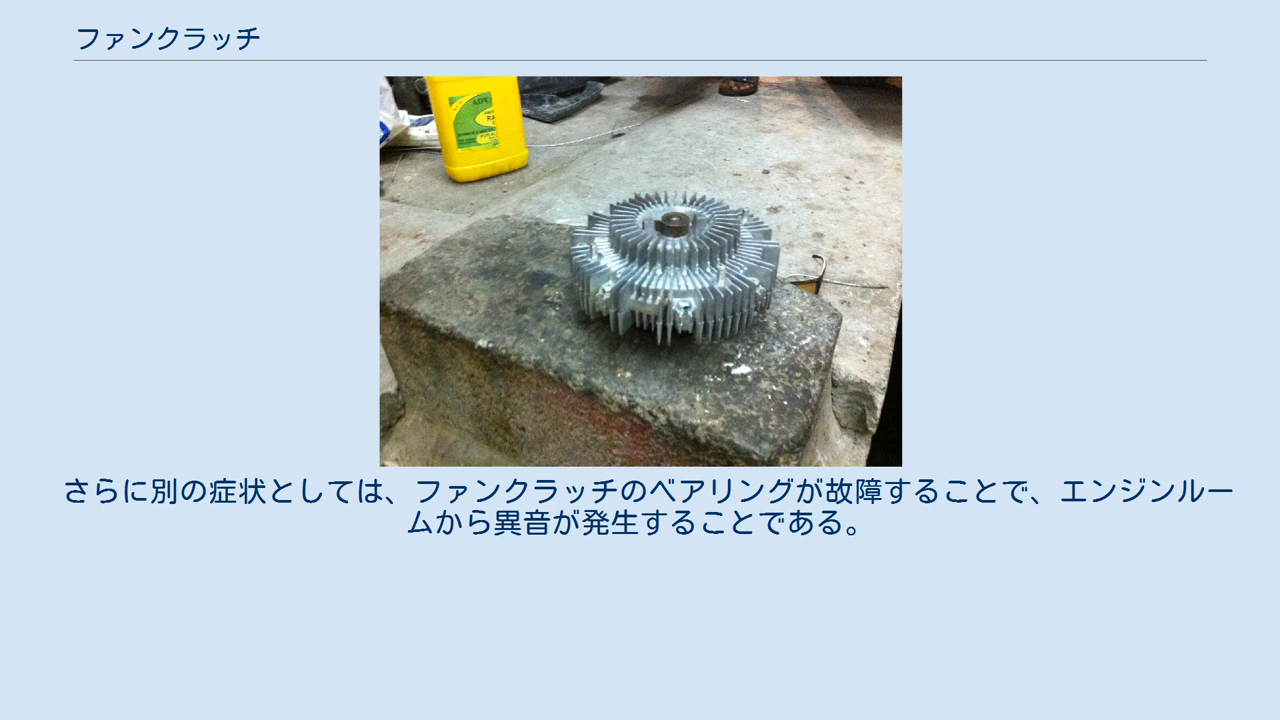 ファンクラッチ
ADV
さらに別の症状としては、ファンクラッチのベアリングが故障することで、エンジンルー
ムから異音が発生することである。